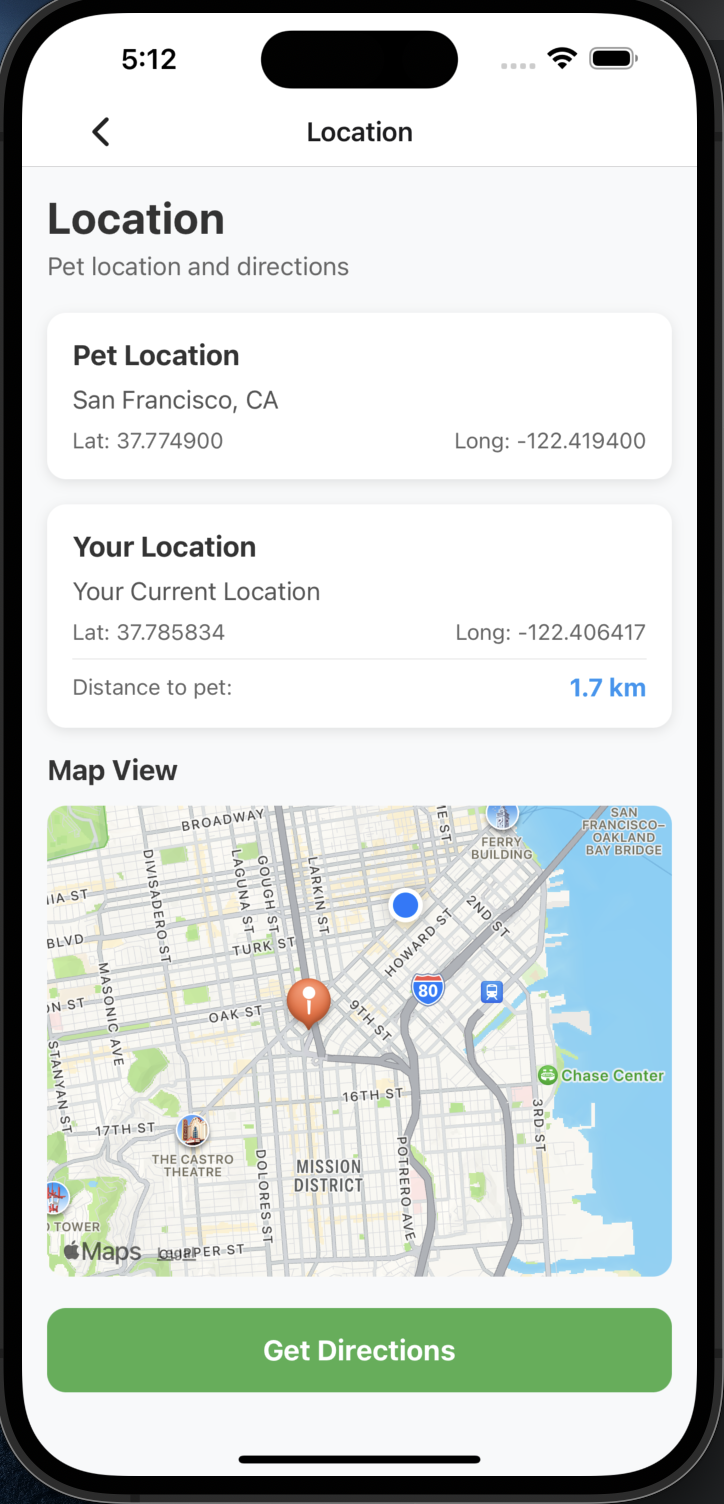 5:12
Location
Location
Pet location and directions
Pet Location
San Francisco, CA
Lat: 37.774900
Long: -122.419400
Your Location
Your Current Location
Lat: 37.785834
Long: -122.406417
Distance to pet:
1.7 km
Map View
BROADWAY
SAN
FRANCISCO–
OAKLAND
BAY BRIDGE
FERRY
BUILDING
DIVISADERO ST
LAGUNA ST
GOUGH ST
LARKIN ST
IE ST
IA ST
BLVD
TURK ST
HOWARD ST
2ND ST
MASONIC AVE
80
N ST
OAK ST
9TH ST
STANYAN ST
Chase Center
16TH ST
3RD ST
17TH ST
THE CASTRO
THEATRE
DOLORES ST
MISSION
DISTRICT
POTRERO AVE
TOWER
Maps
Legal
PER ST
Get Directions